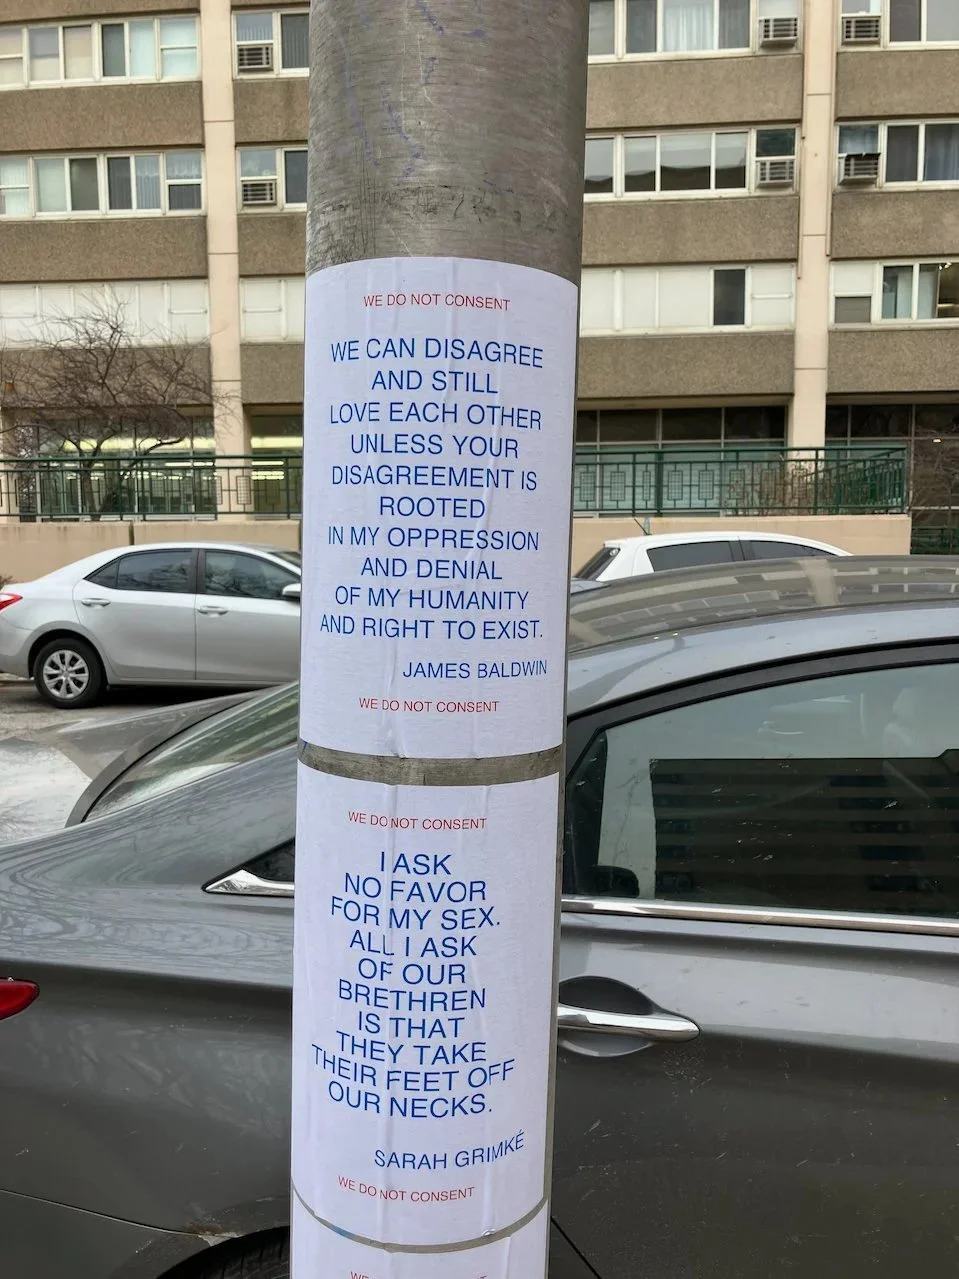 WE DO NOT CONSENT
WE CAN DISAGREE
AND STILL
LOVE EACH OTHER
UNLESS YOUR
DISAGREEMENT IS
ROOTED
IN MY OPPRESSION
AND DENIAL
OF MY HUMANITY
AND RIGHT TO EXIST.
JAMES BALDWIN
WE DO NOT CONSENT
WE DO NOT CONSENT
I ASK
NO FAVOR
FOR MY SEX.
ALL I ASK
OF OUR
BRETHREN
IS THAT
THEY TAKE
THEIR FEET OFF
OUR NECKS.
SARAH GRIMKÉ
WE DO NOT CONSENT